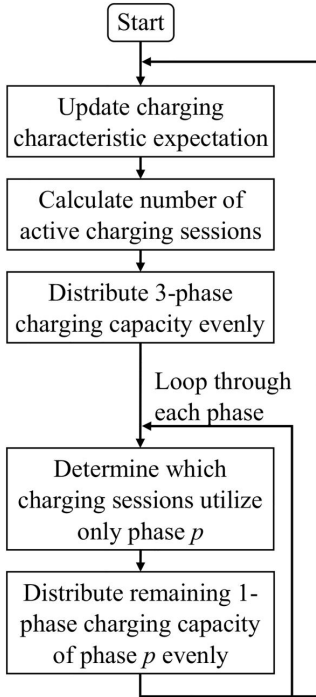 Start
Update charging
characteristic expectation
Calculate number of
active charging sessions
Distribute 3-phase
charging capacity evenly
Loop through
each phase
Determine which
charging sessions utilize
only phase p
Distribute remaining 1-
phase charging capacity
of phase p evenly